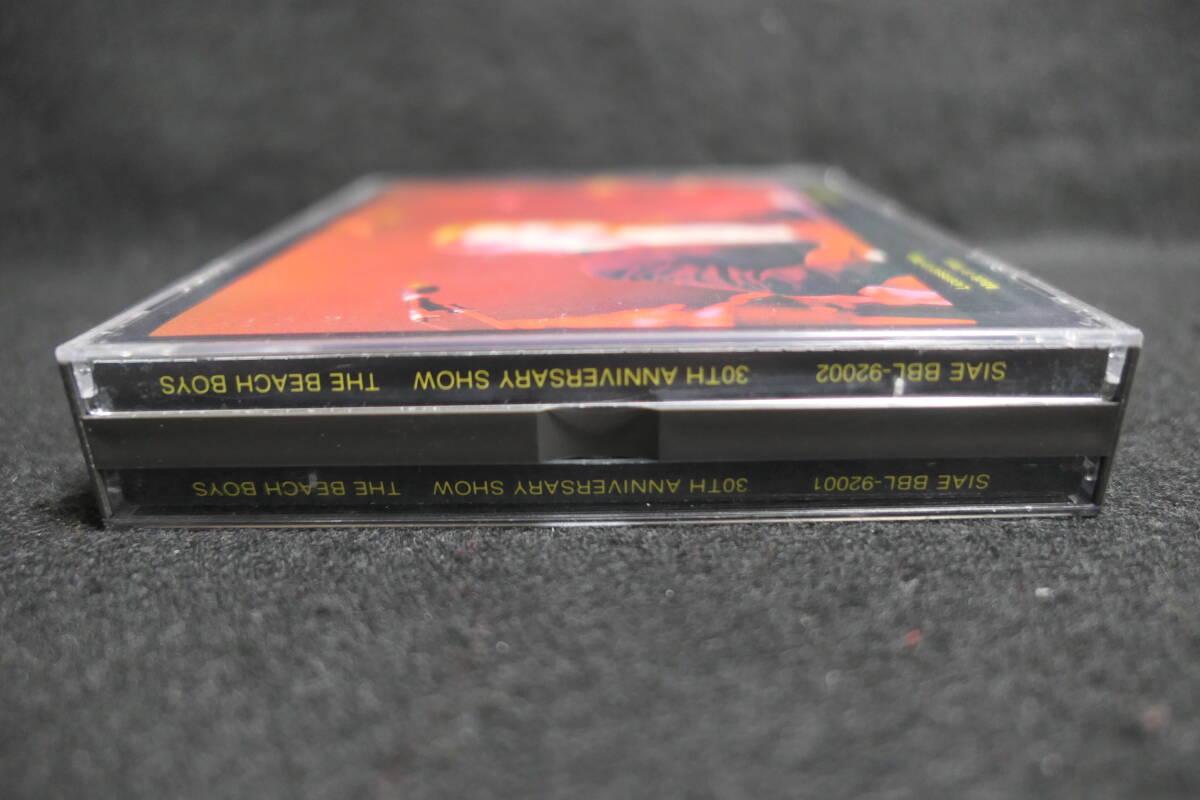 THE BEACH BOYS 30TH ANNIVERSARY SHOW SIAE BBL-92001
THE BEACH BOYS 30TH ANNIVERSARY SHOW SIAE BBL-92002